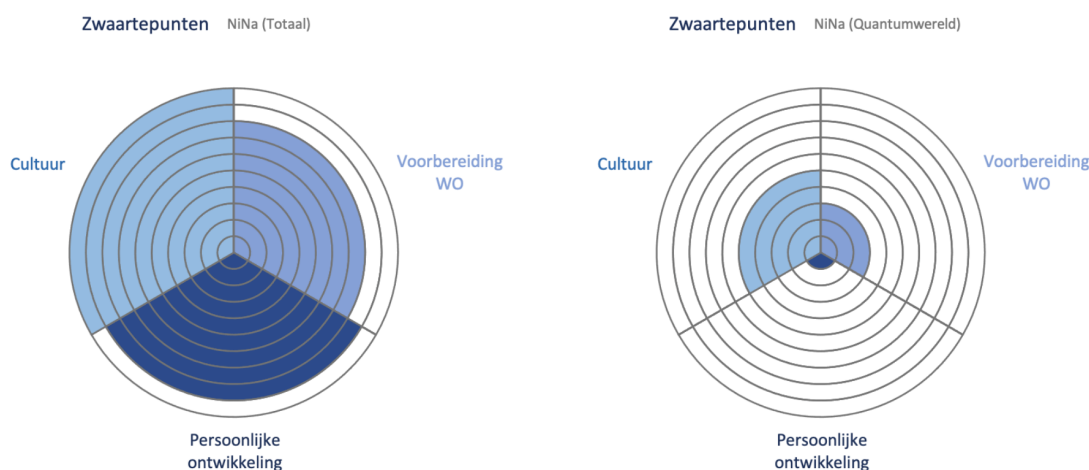 Zwaartepunten NiNa (Totaal)
Cultuur
Voorbereiding
WO
Persoonlijke
ontwikkeling
Zwaartepunten NiNa (Quantumwereld)
Cultuur
Voorbereiding
WO
Persoonlijke
ontwikkeling